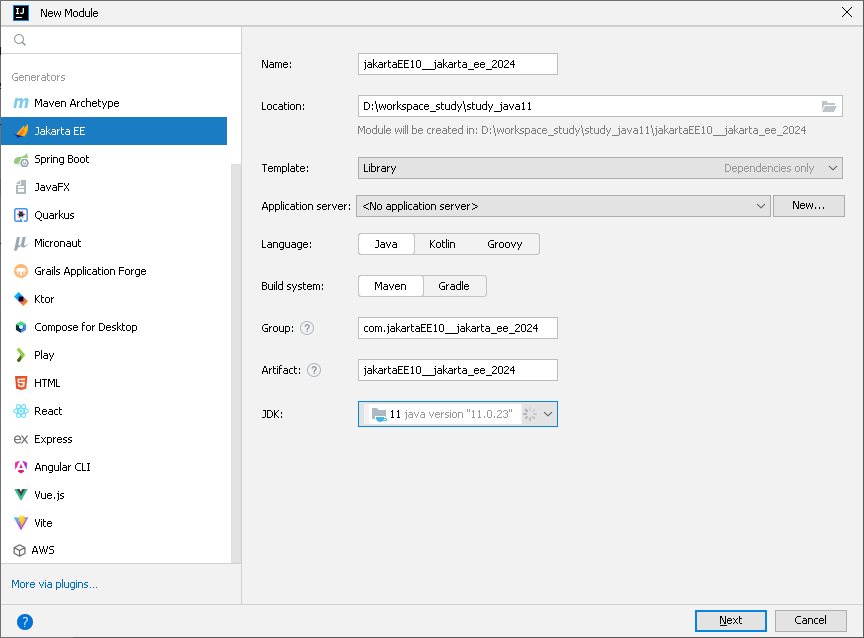 New Module
Generators
Maven Archetype
Jakarta EE
Spring Boot
JavaFX
Quarkus
Micronaut
Grails Application Forge
Ktor
Compose for Desktop
Play
HTML
React
Express
Angular CLI
Vue.js
Vite
AWS
More via plugins...
Name: jakartaEE10__jakarta_ee_2024
Location: D:\workspace_study\study_java11
Module will be created in: D:\workspace_study\study_java11\jakartaEE10__jakarta_ee_2024
Template: Library Dependencies only
Application server: <No application server> New...
Language: Java Kotlin Groovy
Build system: Maven Gradle
Group: ? com.jakartaEE10__jakarta_ee_2024
Artifact: ? jakartaEE10__jakarta_ee_2024
JDK: 11 java version "11.0.23"
? Next Cancel